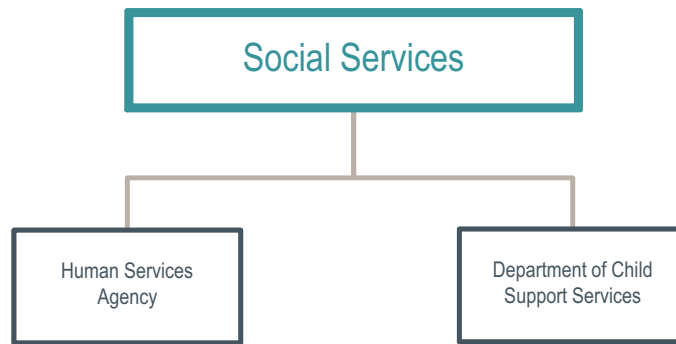 Social Services
Human Services
Agency
Department of Child
Support Services